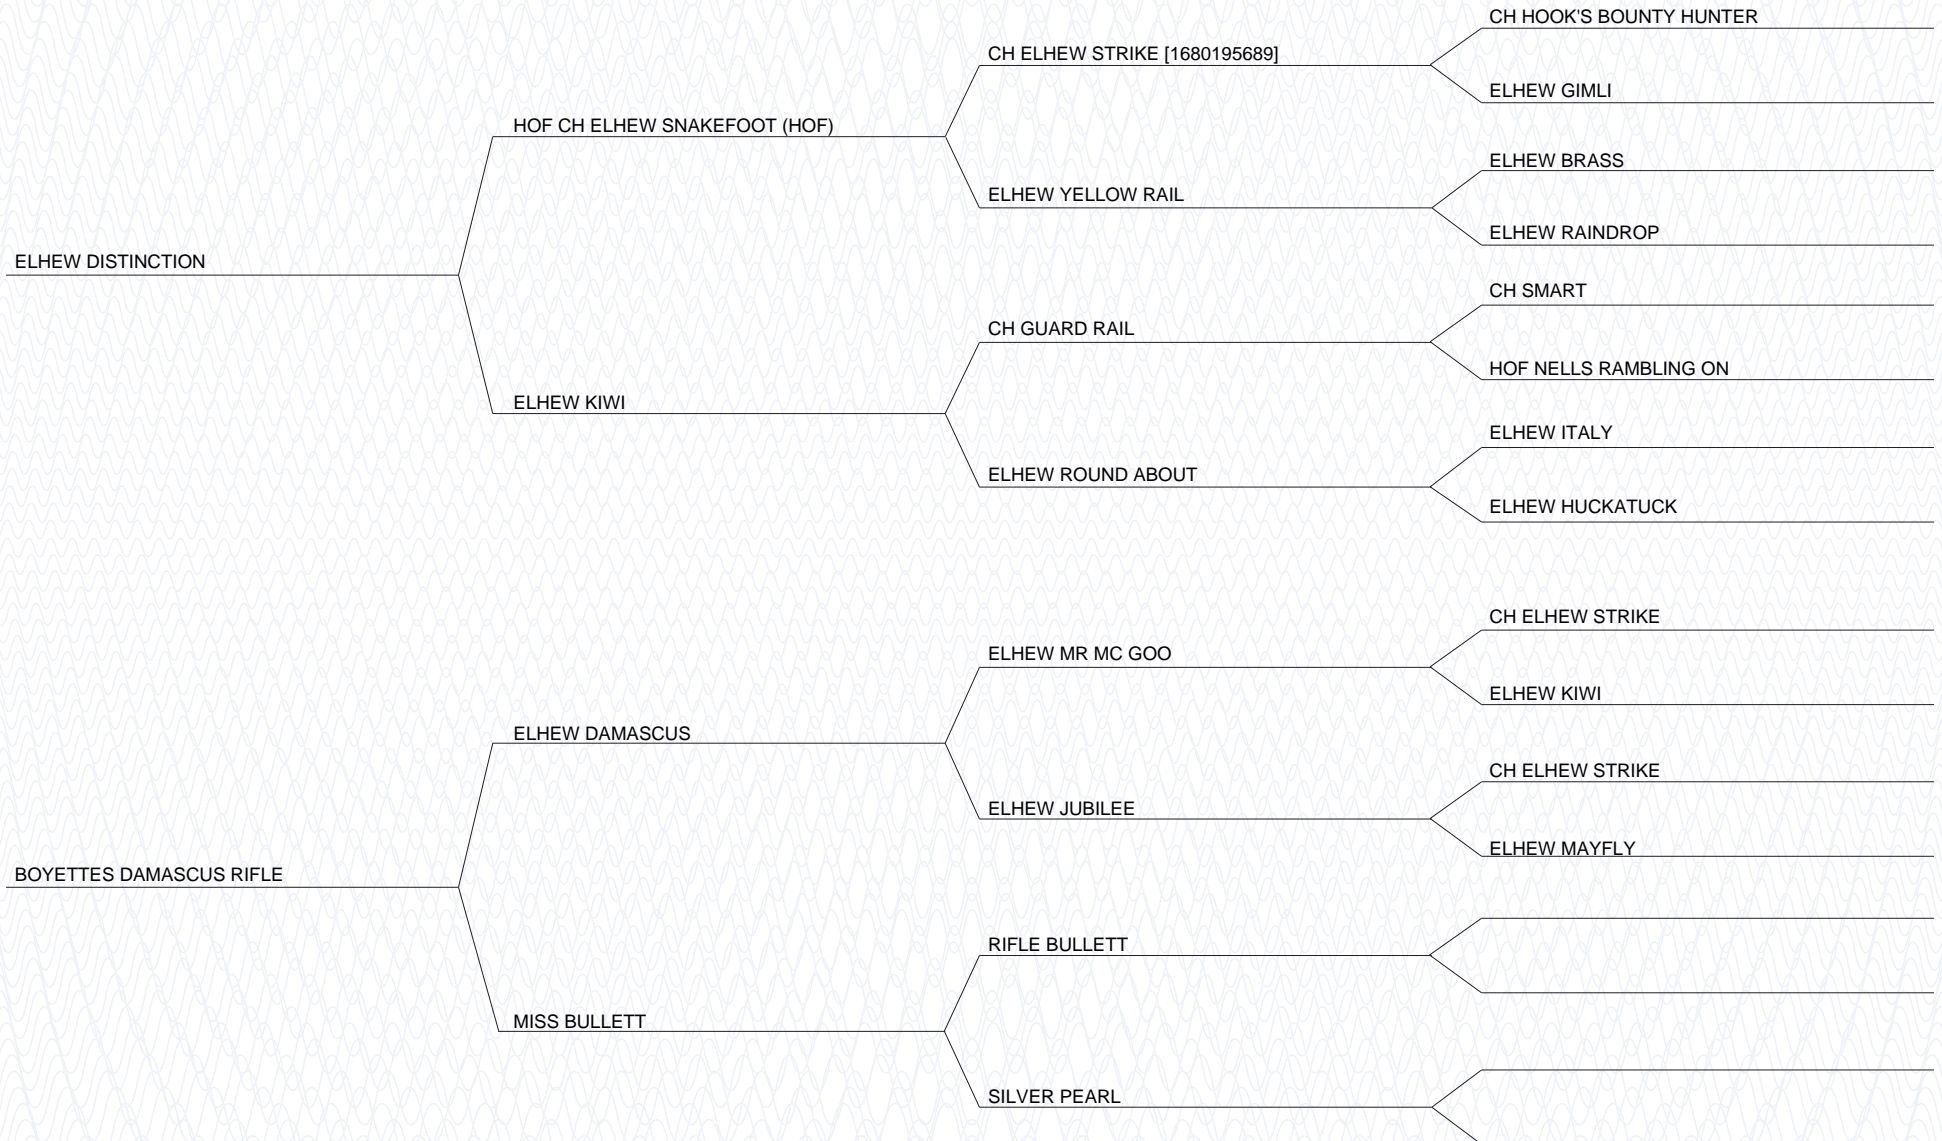 CH HOOK'S BOUNTY HUNTER
CH ELHEW STRIKE [1680195689]
ELHEW GIMLI
HOF CH ELHEW SNAKEFOOT (HOF)
ELHEW BRASS
ELHEW YELLOW RAIL
ELHEW RAINDROP
ELHEW DISTINCTION
CH SMART
CH GUARD RAIL
HOF NELLS RAMBLING ON
ELHEW KIWI
ELHEW ITALY
ELHEW ROUND ABOUT
ELHEW HUCKATUCK
CH ELHEW STRIKE
ELHEW MR MC GOO
ELHEW KIWI
ELHEW DAMASCUS
CH ELHEW STRIKE
ELHEW JUBILEE
ELHEW MAYFLY
BOYETTES DAMASCUS RIFLE
RIFLE BULLETT
MISS BULLETT
SILVER PEARL